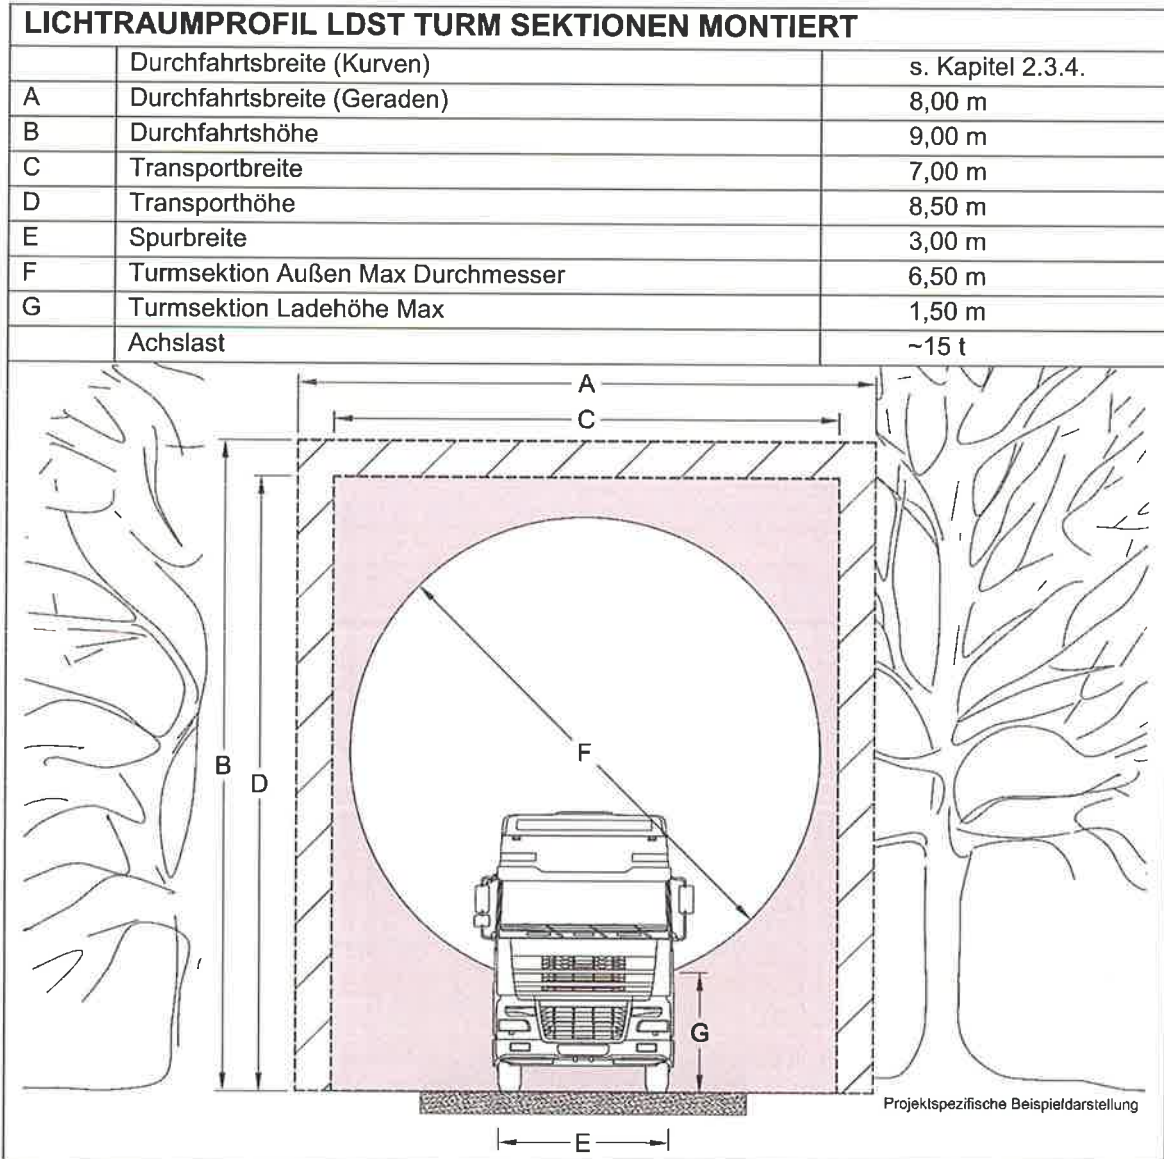 LICHTRAUMPROFIL LDST TURM SEKTIONEN MONTIERT
Durchfahrtsbreite (Kurven) s. Kapitel 2.3.4.
A Durchfahrtsbreite (Geraden) 8,00 m
B Durchfahrtshöhe 9,00 m
C Transportbreite 7,00 m
D Transporthöhe 8,50 m
E Spurbreite 3,00 m
F Turmsektion Außen Max Durchmesser 6,50 m
G Turmsektion Ladehöhe Max 1,50 m
Achslast ~15 t
A
C
B
D
F
G
E
Projektspezifische Beispieldarstellung